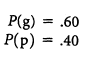 P(g) = .60
P(p) = .40